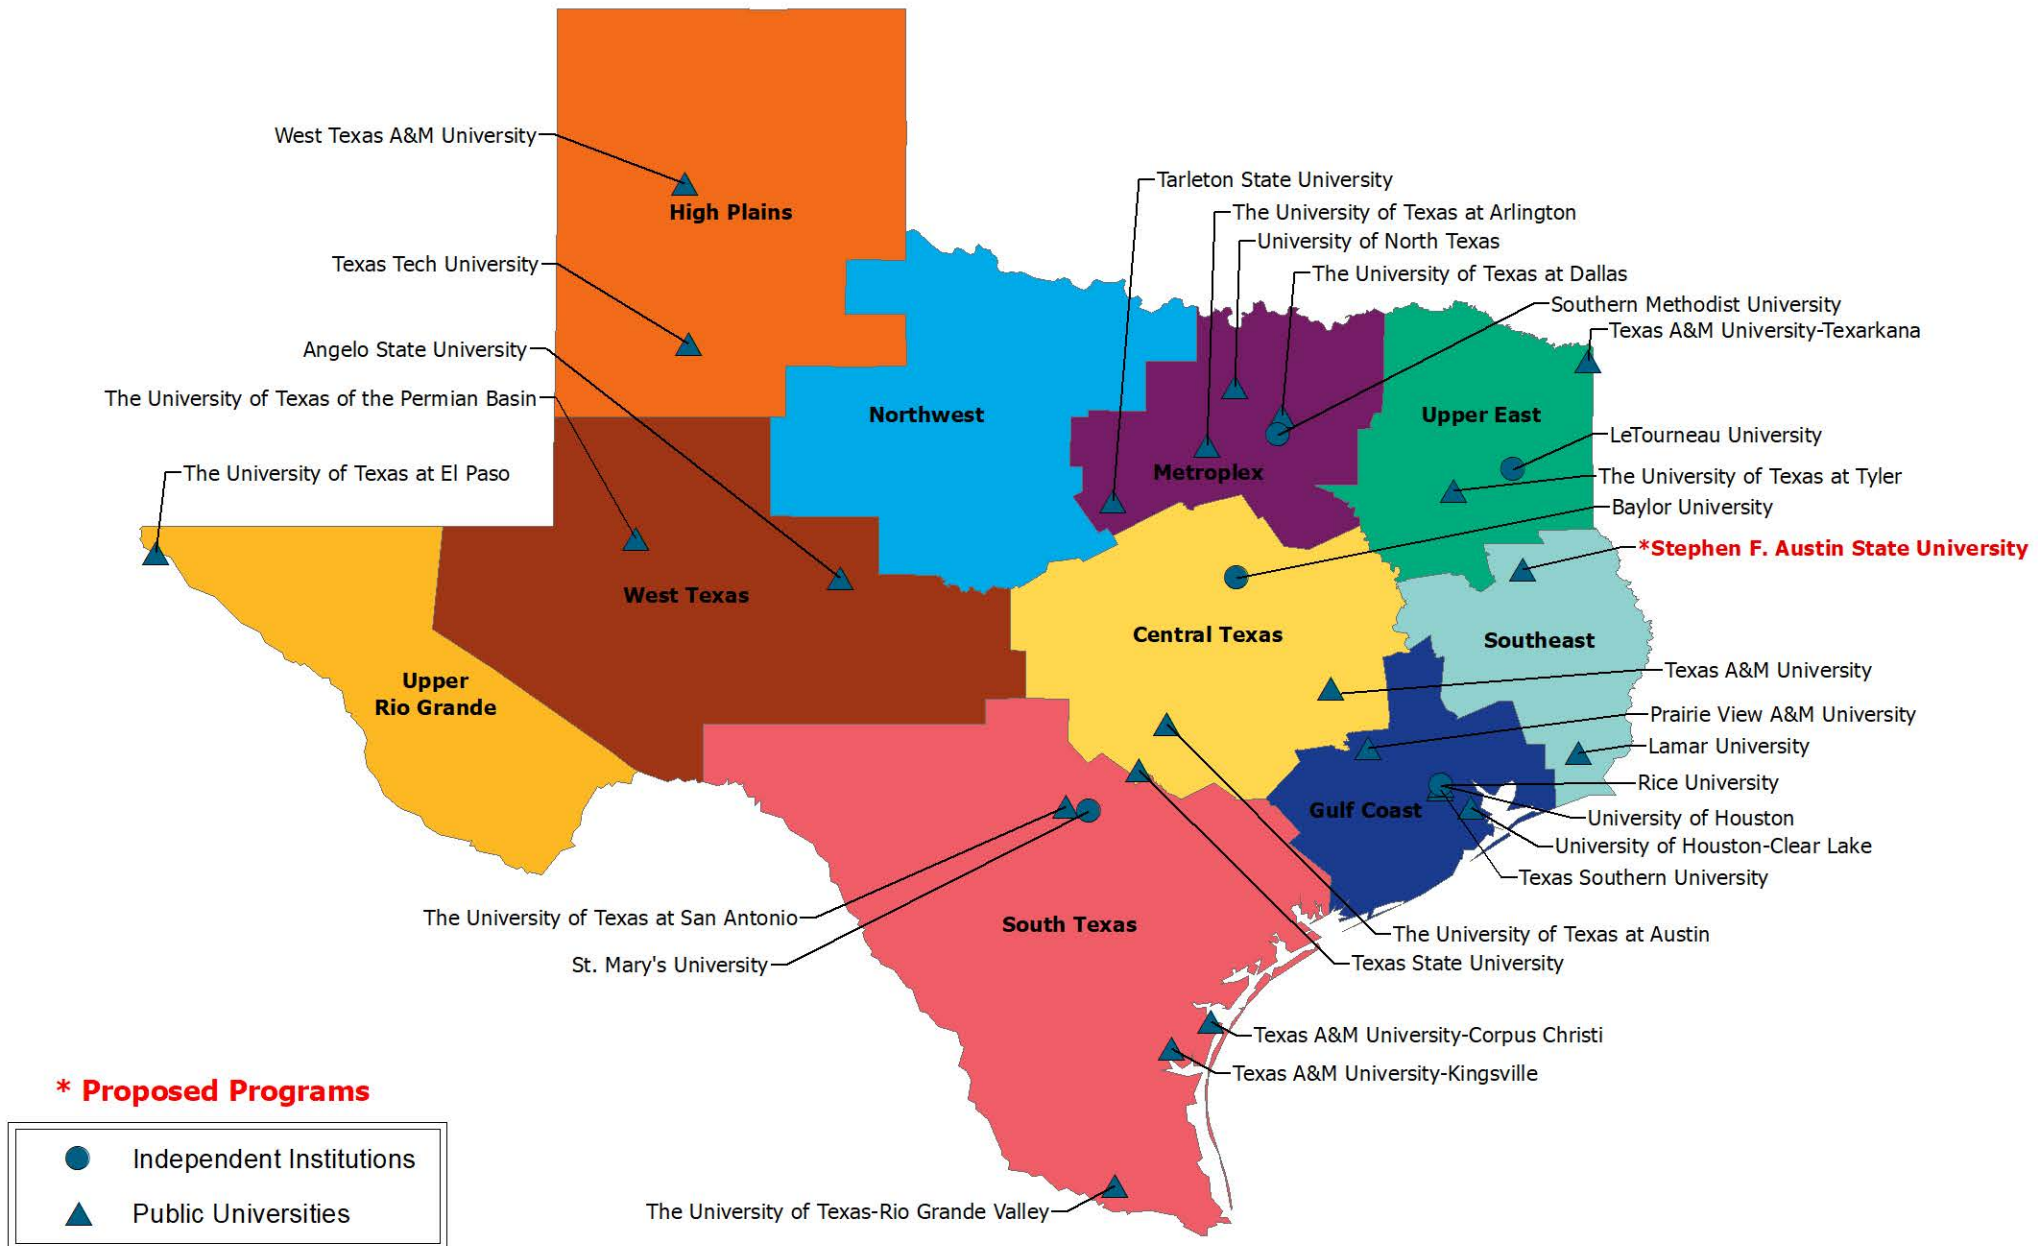 West Texas A&M University
High Plains
Texas Tech University
Angelo State University
The University of Texas of the Permian Basin
The University of Texas at El Paso
Tarleton State University
The University of Texas at Arlington
University of North Texas
The University of Texas at Dallas
Southern Methodist University
Texas A&M University-Texarkana
Northwest
Upper East
LeTourneau University
Metroplex
The University of Texas at Tyler
Baylor University
*Stephen F. Austin State University
West Texas
Central Texas
Southeast
Upper
Rio Grande
Texas A&M University
Prairie View A&M University
Lamar University
Rice University
Gulf Coast
University of Houston
University of Houston-Clear Lake
Texas Southern University
The University of Texas at San Antonio
South Texas
The University of Texas at Austin
St. Mary's University
Texas State University
Texas A&M University-Corpus Christi
Texas A&M University-Kingsville
The University of Texas-Rio Grande Valley
* Proposed Programs
Independent Institutions
Public Universities